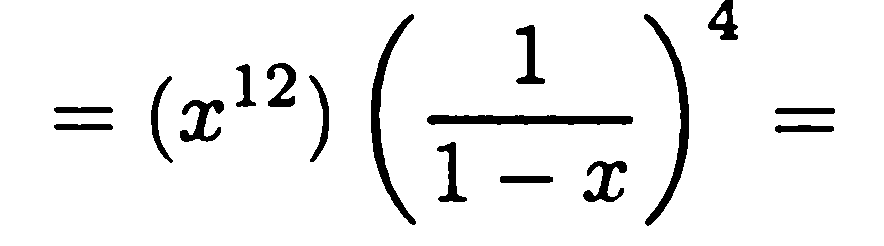 = (x^{12}) \left( \frac{1}{1 - x} \right)^4 =